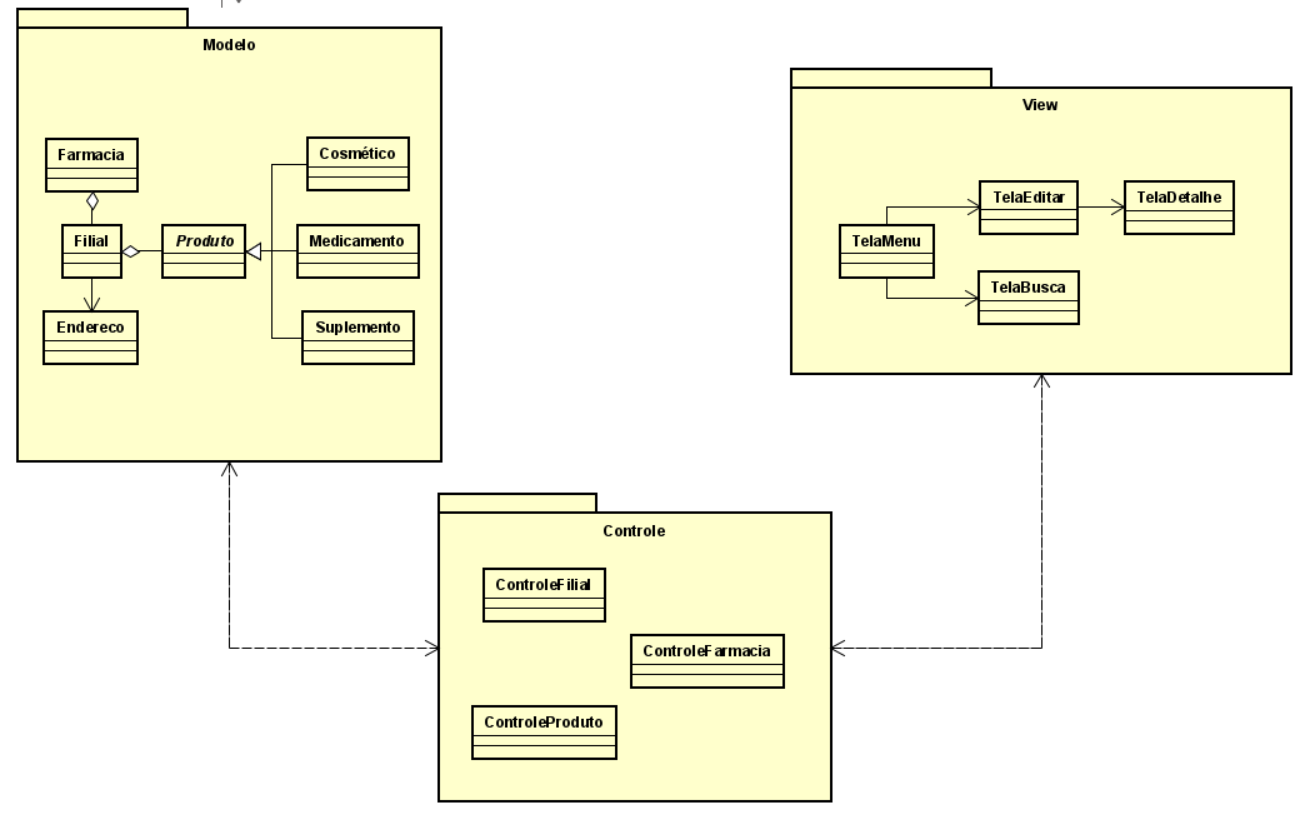 Modelo
Farmacia
Cosmético
Filial
Produto
Medicamento
Endereco
Suplemento
View
TelaEditar
TelaDetalhe
TelaMenu
TelaBusca
Controle
ControleFilial
ControleFarmacia
ControleProduto